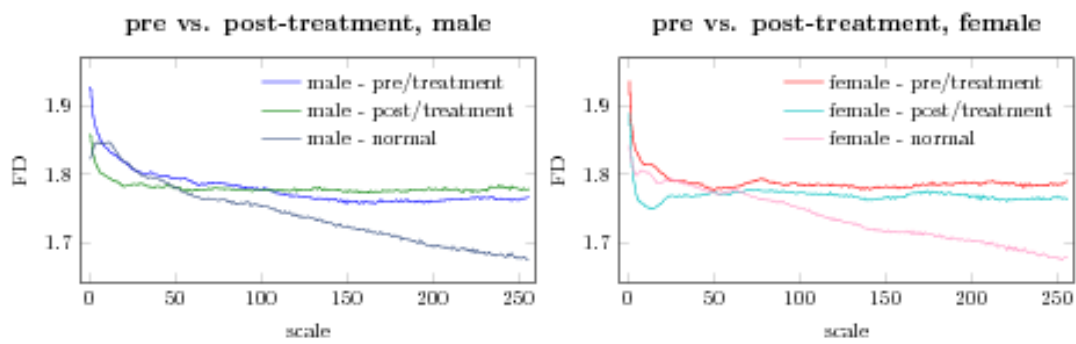 pre vs. post-treatment, male
male - pre/treatment
male - post/treatment
male - normal
1.9
1.8
1.7
FD
0 50 100 150 200 250
scale
pre vs. post-treatment, female
female - pre/treatment
female - post/treatment
female - normal
1.9
1.8
1.7
FD
0 50 100 150 200 250
scale